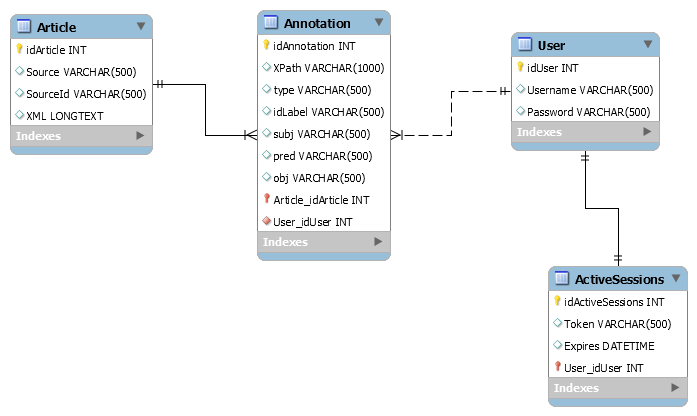 Article
idArticle INT
Source VARCHAR(500)
SourceId VARCHAR(500)
XML LONGTEXT
Indexes
Annotation
idAnnotation INT
XPath VARCHAR(1000)
type VARCHAR(500)
idLabel VARCHAR(500)
subj VARCHAR(500)
pred VARCHAR(500)
obj VARCHAR(500)
Article_idArticle INT
User_idUser INT
Indexes
User
idUser INT
Username VARCHAR(500)
Password VARCHAR(500)
Indexes
ActiveSessions
idActiveSessions INT
Token VARCHAR(500)
Expires DATETIME
User_idUser INT
Indexes